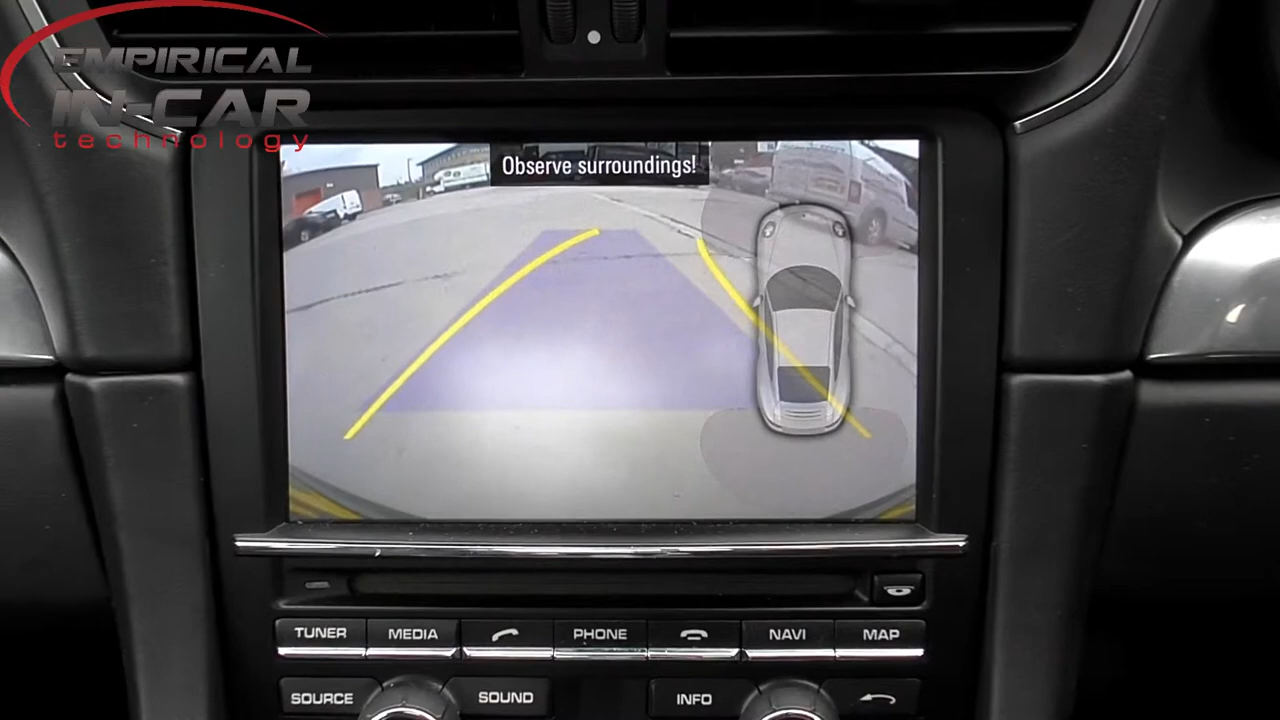 EMPIRICAL
IN-CAR
technology
Observe surroundings!
TUNER MEDIA PHONE NAVI MAP
SOURCE SOUND INFO